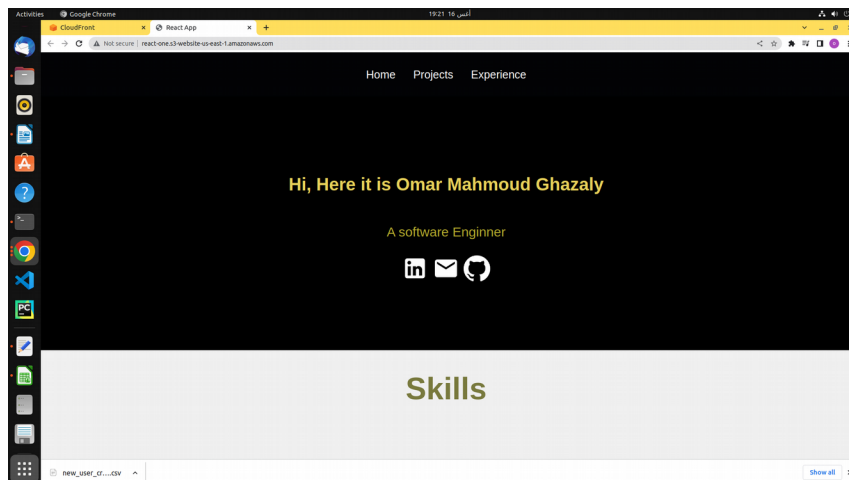 Activities Google Chrome أغس 16 19:21
CloudFront React App
Not secure | react-one.s3-website-us-east-1.amazonaws.com
Home Projects Experience
Hi, Here it is Omar Mahmoud Ghazaly
A software Enginner
in
PC
Skills
new_user_cr....csv Show all